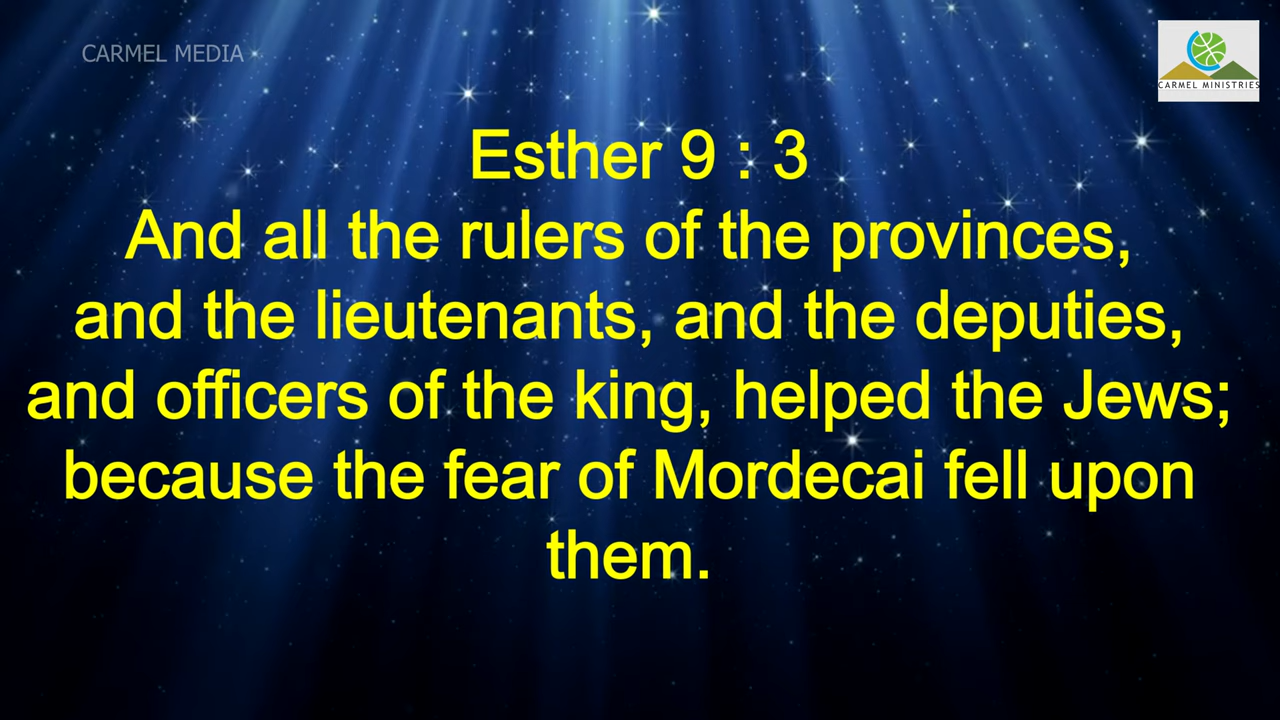 CARMEL MEDIA
CARMEL MINISTRIES
Esther 9 : 3
And all the rulers of the provinces,
and the lieutenants, and the deputies,
and officers of the king, helped the Jews;
because the fear of Mordecai fell upon
them.